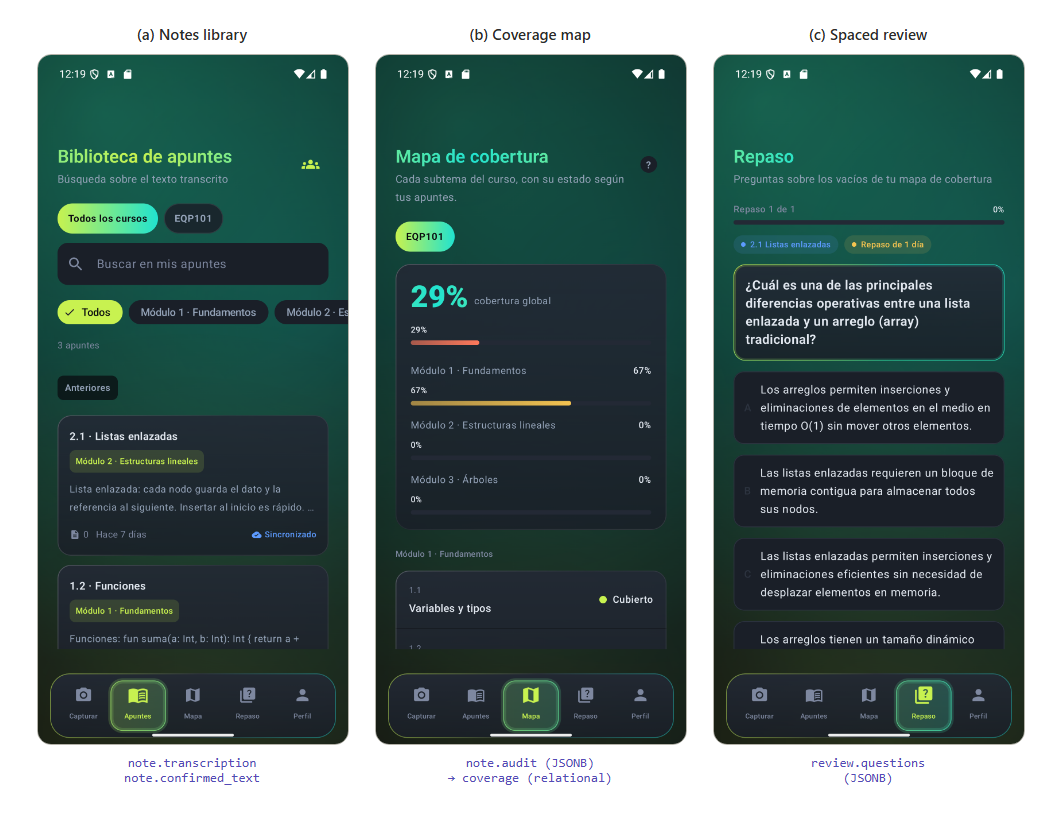 (a) Notes library
12:19
Biblioteca de apuntes
Búsqueda sobre el texto transcrito
Todos los cursos
EQP101
Buscar en mis apuntes
Todos
Módulo 1 · Fundamentos
Módulo 2 · Es
3 apuntes
Anteriores
2.1 · Listas enlazadas
Módulo 2 · Estructuras lineales
Lista enlazada: cada nodo guarda el dato y la
referencia al siguiente. Insertar al inicio es rápido. ...
0 Hace 7 días
Sincronizado
1.2 · Funciones
Módulo 1 · Fundamentos
Funciones: fun suma(a: Int, b: Int): Int { return a +
Capturar
Apuntes
Mapa
Repaso
Perfil
note.transcription
note.confirmed_text
(b) Coverage map
12:19
Mapa de cobertura
?
Cada subtema del curso, con su estado según
tus apuntes.
EQP101
29% cobertura global
29%
Módulo 1 · Fundamentos 67%
67%
Módulo 2 · Estructuras lineales 0%
0%
Módulo 3 · Árboles 0%
0%
Módulo 1 · Fundamentos
1.1
Variables y tipos
Cubierto
1.2
Capturar
Apuntes
Mapa
Repaso
Perfil
note.audit (JSONB)
→ coverage (relational)
(c) Spaced review
12:19
Repaso
Preguntas sobre los vacíos de tu mapa de cobertura
Repaso 1 de 1 0%
2.1 Listas enlazadas
Repaso de 1 día
¿Cuál es una de las principales
diferencias operativas entre una lista
enlazada y un arreglo (array)
tradicional?
A
Los arreglos permiten inserciones y
eliminaciones de elementos en el medio en
tiempo O(1) sin mover otros elementos.
B
Las listas enlazadas requieren un bloque de
memoria contigua para almacenar todos
sus nodos.
C
Las listas enlazadas permiten inserciones y
eliminaciones eficientes sin necesidad de
desplazar elementos en memoria.
Los arreglos tienen un tamaño dinámico
Capturar
Apuntes
Mapa
Repaso
Perfil
review.questions
(JSONB)